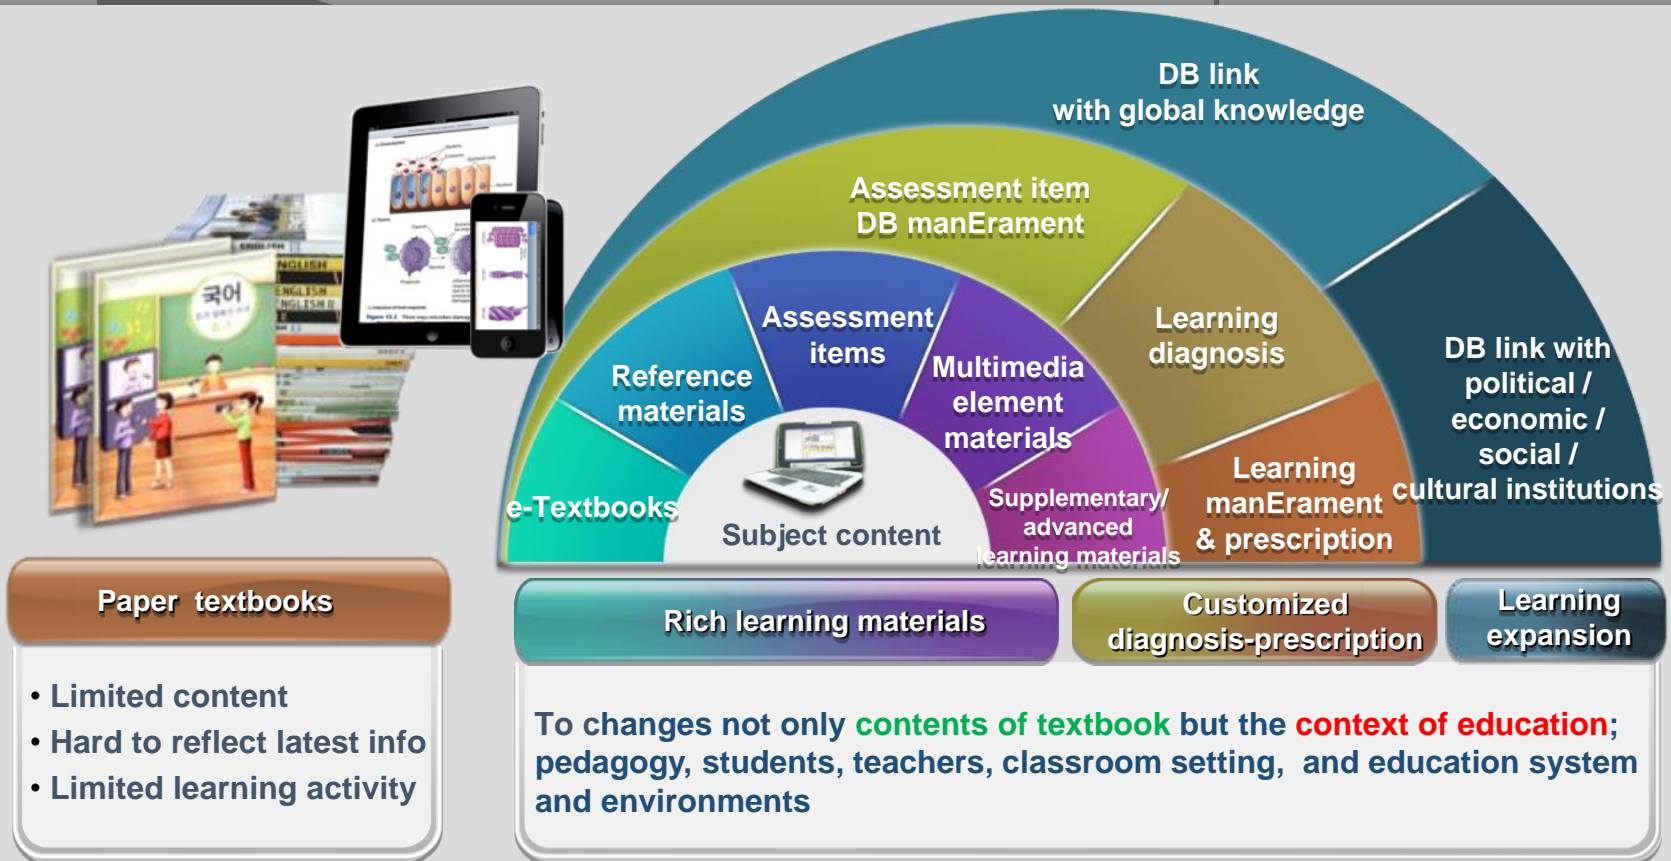 국어
ENGLISH
ENGLISH
ENGLISH II
DB link
with global knowledge
Assessment item
DB manErament
Assessment
items
Reference
materials
Multimedia
element
materials
Learning
diagnosis
DB link with
political /
economic /
social /
cultural institutions
e-Textbooks
Subject content
Supplementary/
advanced
learning materials
Learning
manErament
& prescription
Paper textbooks
• Limited content
• Hard to reflect latest info
• Limited learning activity
Rich learning materials
Customized
diagnosis-prescription
Learning
expansion
To changes not only contents of textbook but the context of education;
pedagogy, students, teachers, classroom setting, and education system
and environments